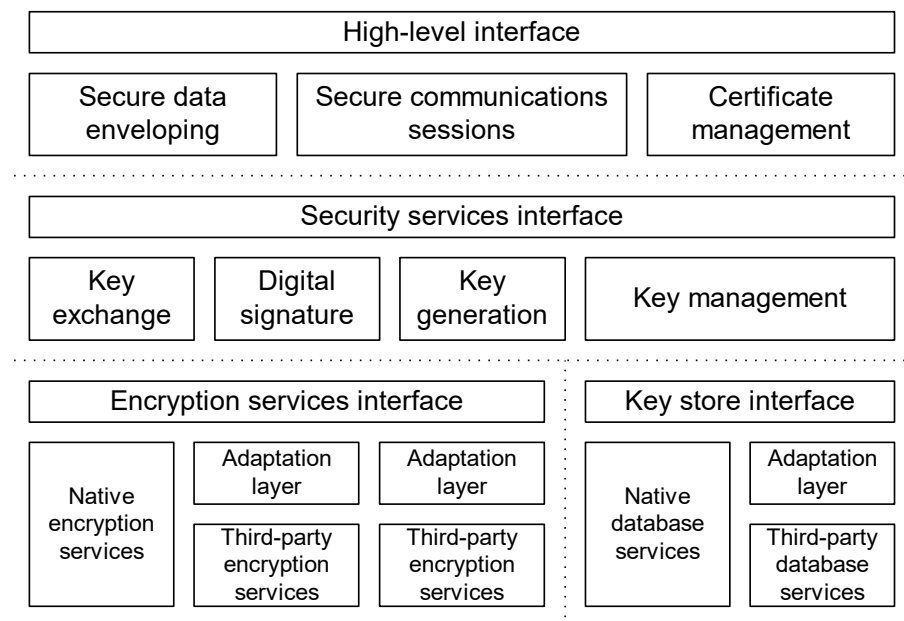 High-level interface
Secure data
enveloping
Secure communications
sessions
Certificate
management
Security services interface
Key
exchange
Digital
signature
Key
generation
Key management
Encryption services interface
Key store interface
Native
encryption
services
Adaptation
layer
Adaptation
layer
Third-party
encryption
services
Third-party
encryption
services
Native
database
services
Adaptation
layer
Third-party
database
services